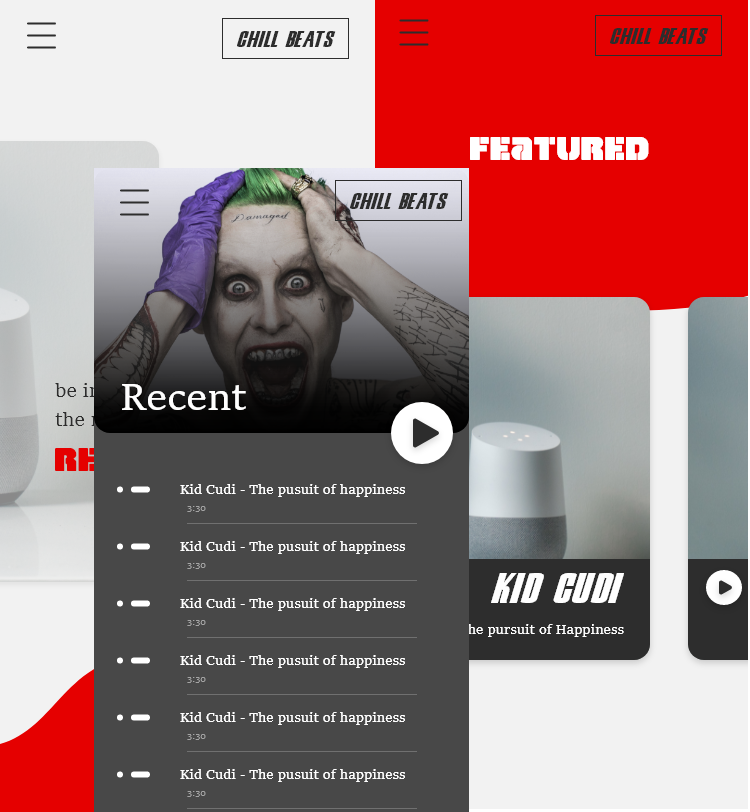 CHILL BEATS
CHILL BEATS
FEATURED
CHILL BEATS
Damaged
be
the
Recent
Kid Cudi - The pusuit of happiness
3:30
Kid Cudi - The pusuit of happiness
3:30
Kid Cudi - The pusuit of happiness
3:30
Kid Cudi - The pusuit of happiness
3:30
Kid Cudi - The pusuit of happiness
3:30
Kid Cudi - The pusuit of happiness
3:30
KID CUDI
pursuit of Happiness